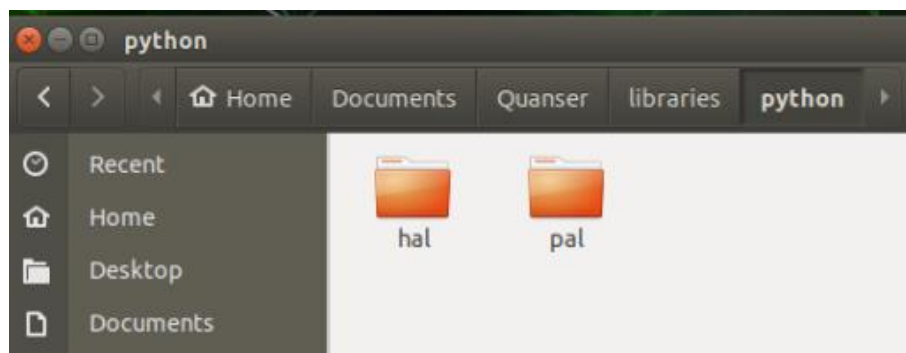 python
Home Documents Quanser libraries python
Recent
Home
Desktop
Documents
hal pal